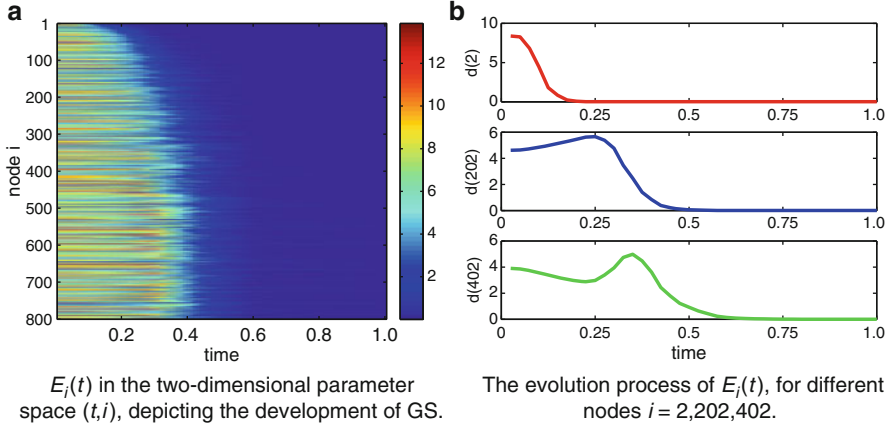 a
1
100
200
300
400
500
600
700
800
node i
0.2 0.4 0.6 0.8 1.0
time
12
10
8
6
4
2
E_i(t) in the two-dimensional parameter
space (t,i), depicting the development of GS.
b
10
5
0
d(2)
0 0.25 0.5 0.75 1.0
6
4
2
0
d(202)
0 0.25 0.5 0.75 1.0
6
4
2
0
d(402)
0 0.25 0.5 0.75 1.0
time
The evolution process of E_i(t), for different
nodes i = 2,202,402.